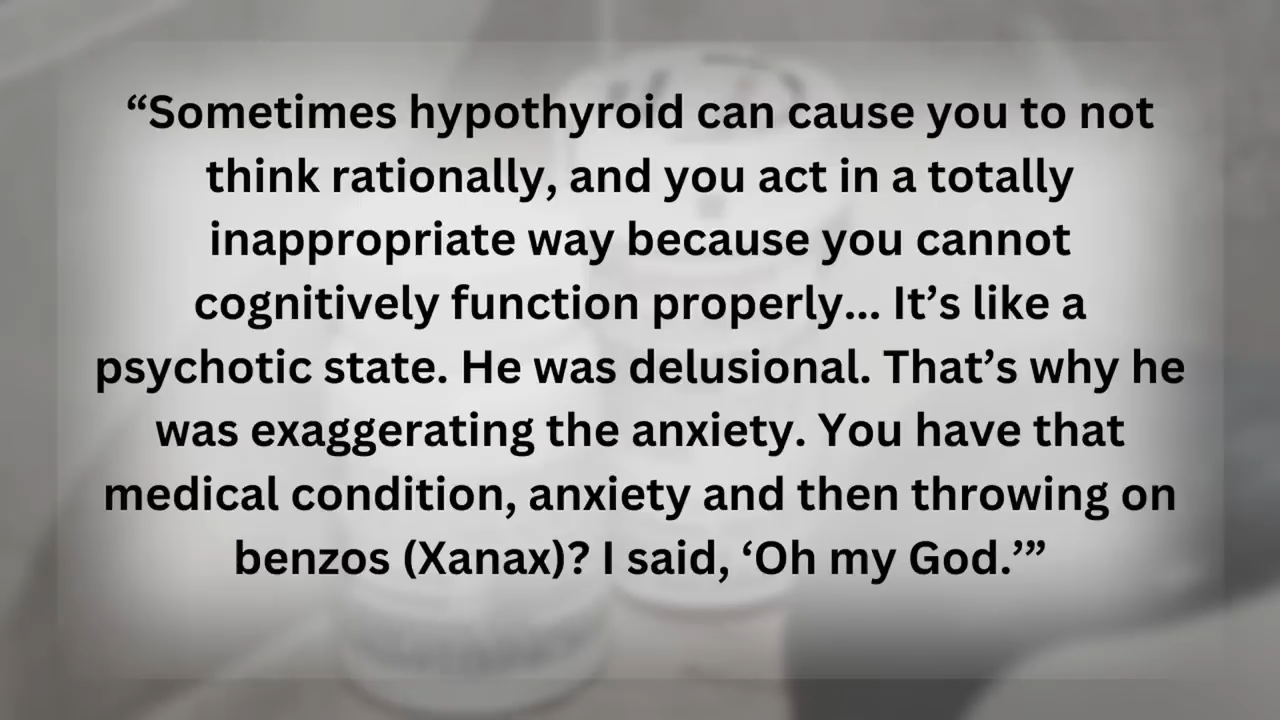 “Sometimes hypothyroid can cause you to not
think rationally, and you act in a totally
inappropriate way because you cannot
cognitively function properly... It’s like a
psychotic state. He was delusional. That’s why he
was exaggerating the anxiety. You have that
medical condition, anxiety and then throwing on
benzos (Xanax)? I said, ‘Oh my God.’”